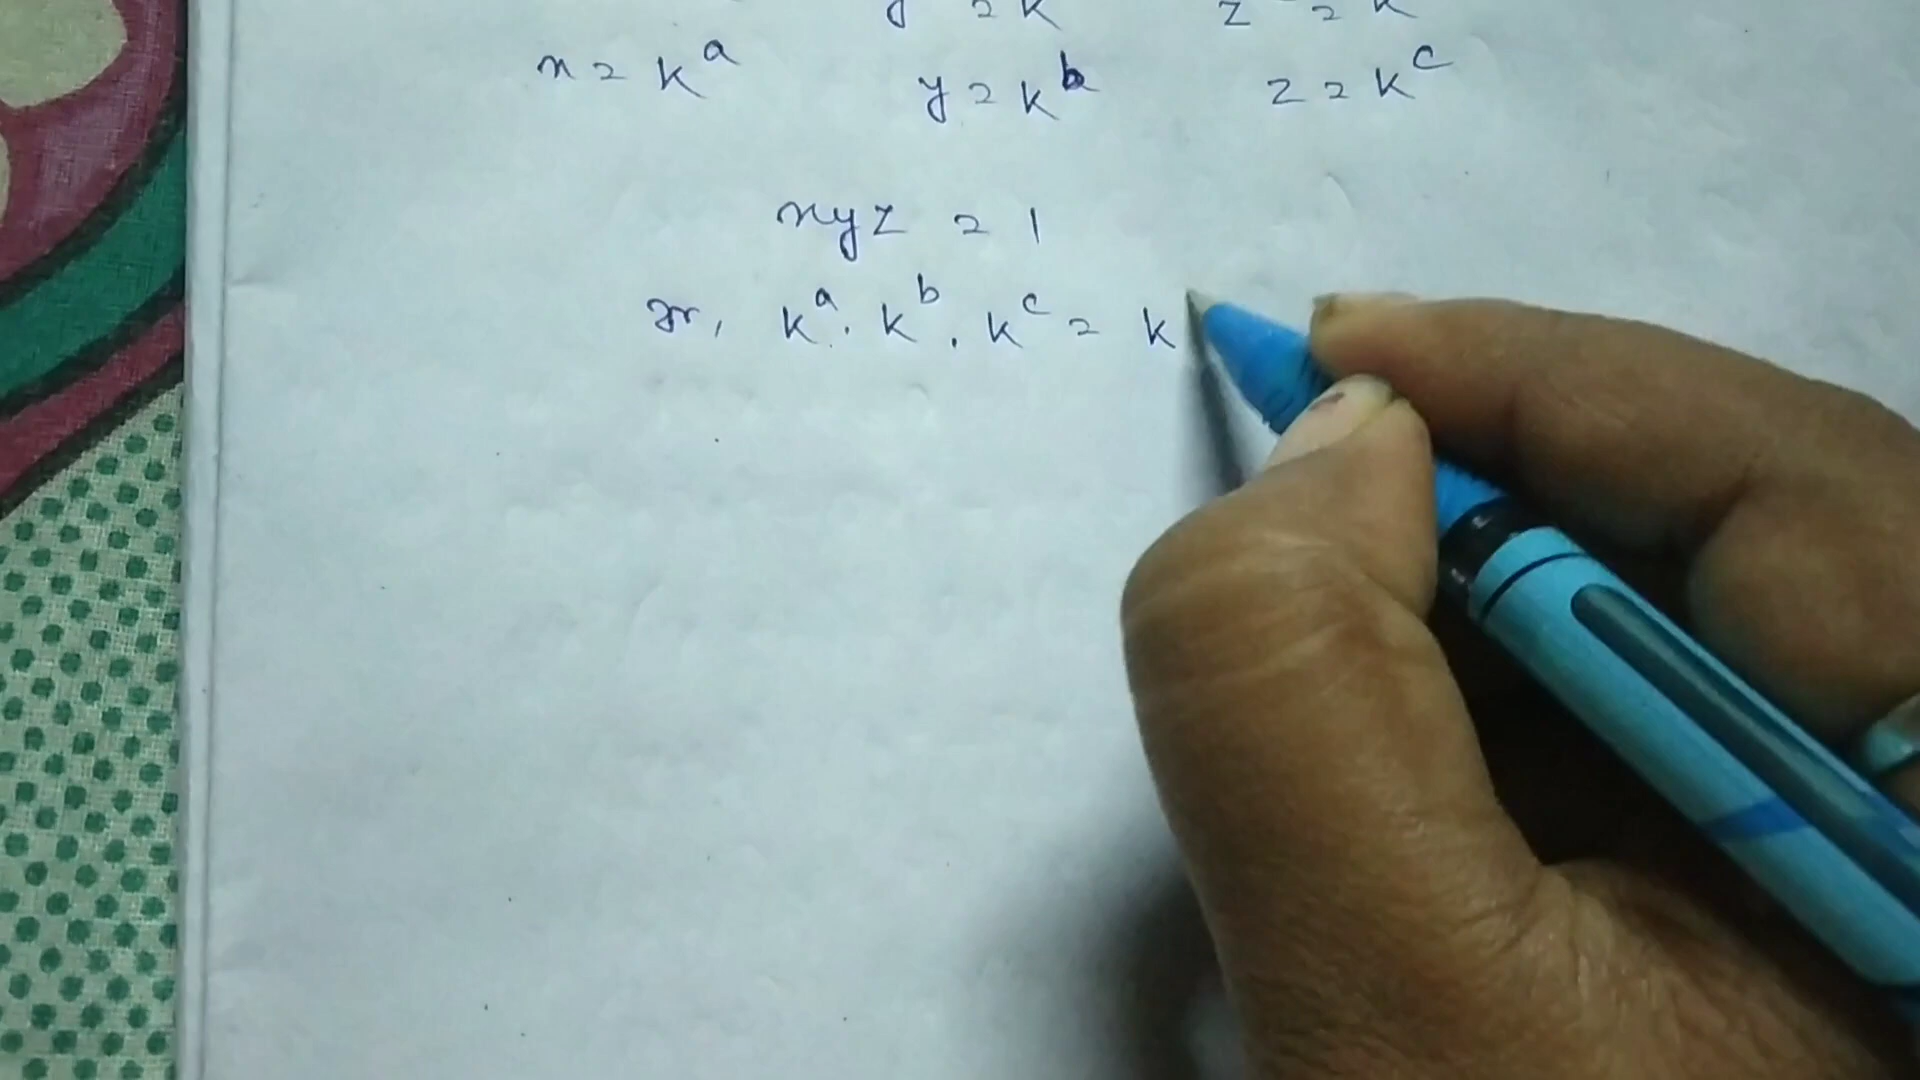 y = k z = k
x = k^a y = k^b z = k^c
xyz = 1
or, k^a . k^b . k^c = k